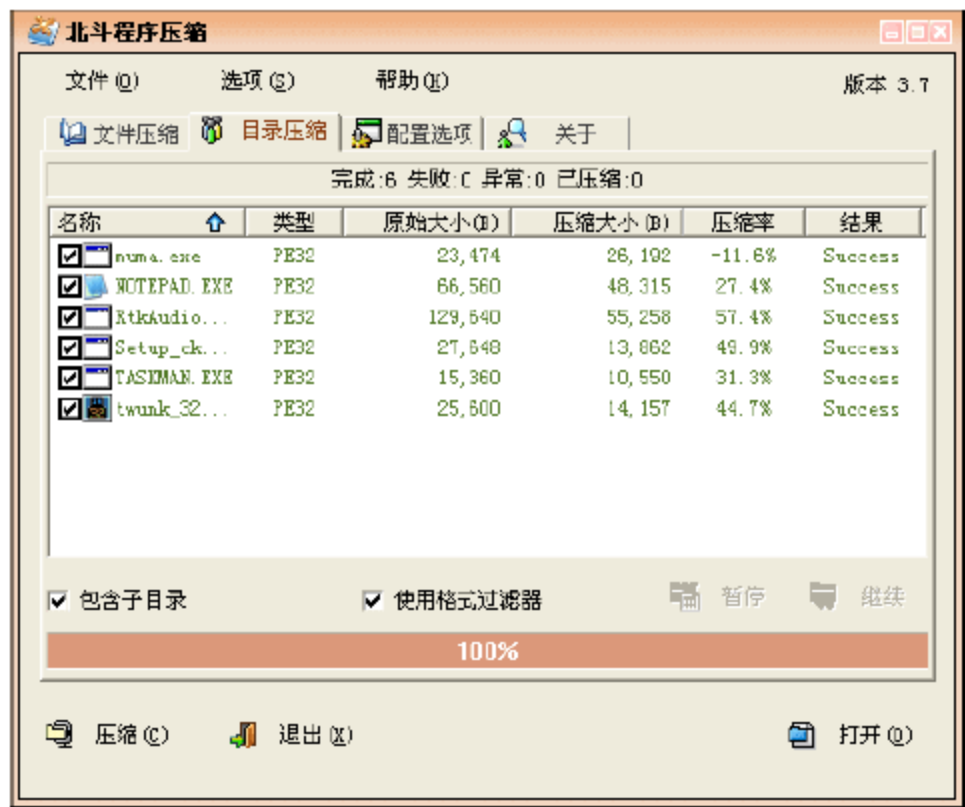 北斗程序压缩
文件(O) 选项(S) 帮助(H) 版本 3.7
文件压缩 目录压缩 配置选项 关于
完成:6 失败:0 异常:0 已压缩:0
名称 类型 原始大小(B) 压缩大小(B) 压缩率 结果
numa.exe PE32 23,474 26,192 -11.6% Success
NOTEPAD.EXE PE32 66,560 48,315 27.4% Success
RtkAudio... PE32 129,640 55,258 57.4% Success
Setup_ck... PE32 27,648 13,862 49.9% Success
TASKMAN.EXE PE32 15,360 10,550 31.3% Success
twunk_32... PE32 25,600 14,157 44.7% Success
包含子目录 使用格式过滤器 暂停 继续
100%
压缩(C) 退出(X) 打开(O)